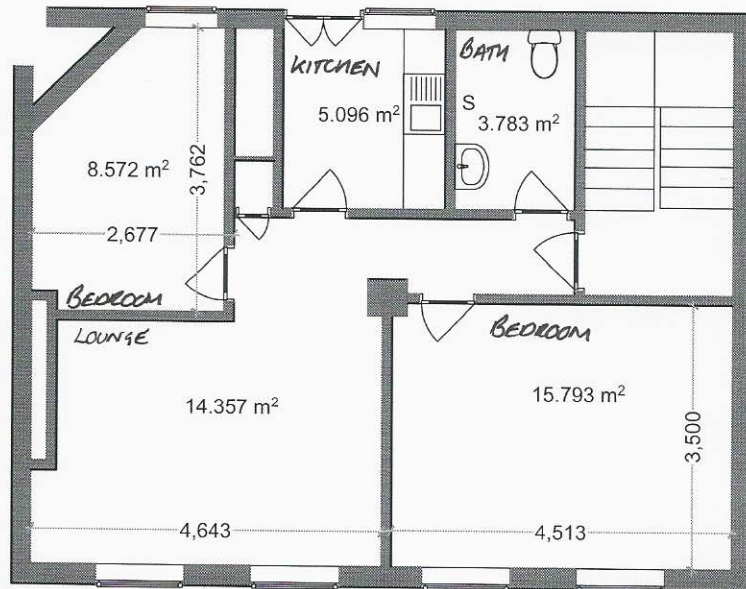 KITCHEN
BATH
5.096 m²
S
3.783 m²
8.572 m²
3,762
2,677
BEDROOM
LOUNGE
BEDROOM
14.357 m²
15.793 m²
3,500
4,643
4,513